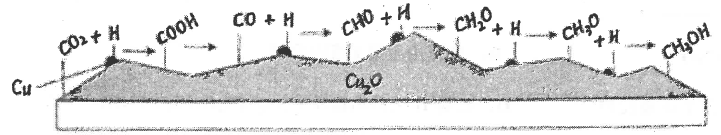 CO2 + H → COOH → CO + H → CHO + H → CH2O + H → CH3O + H → CH3OH
Cu
Cu2O